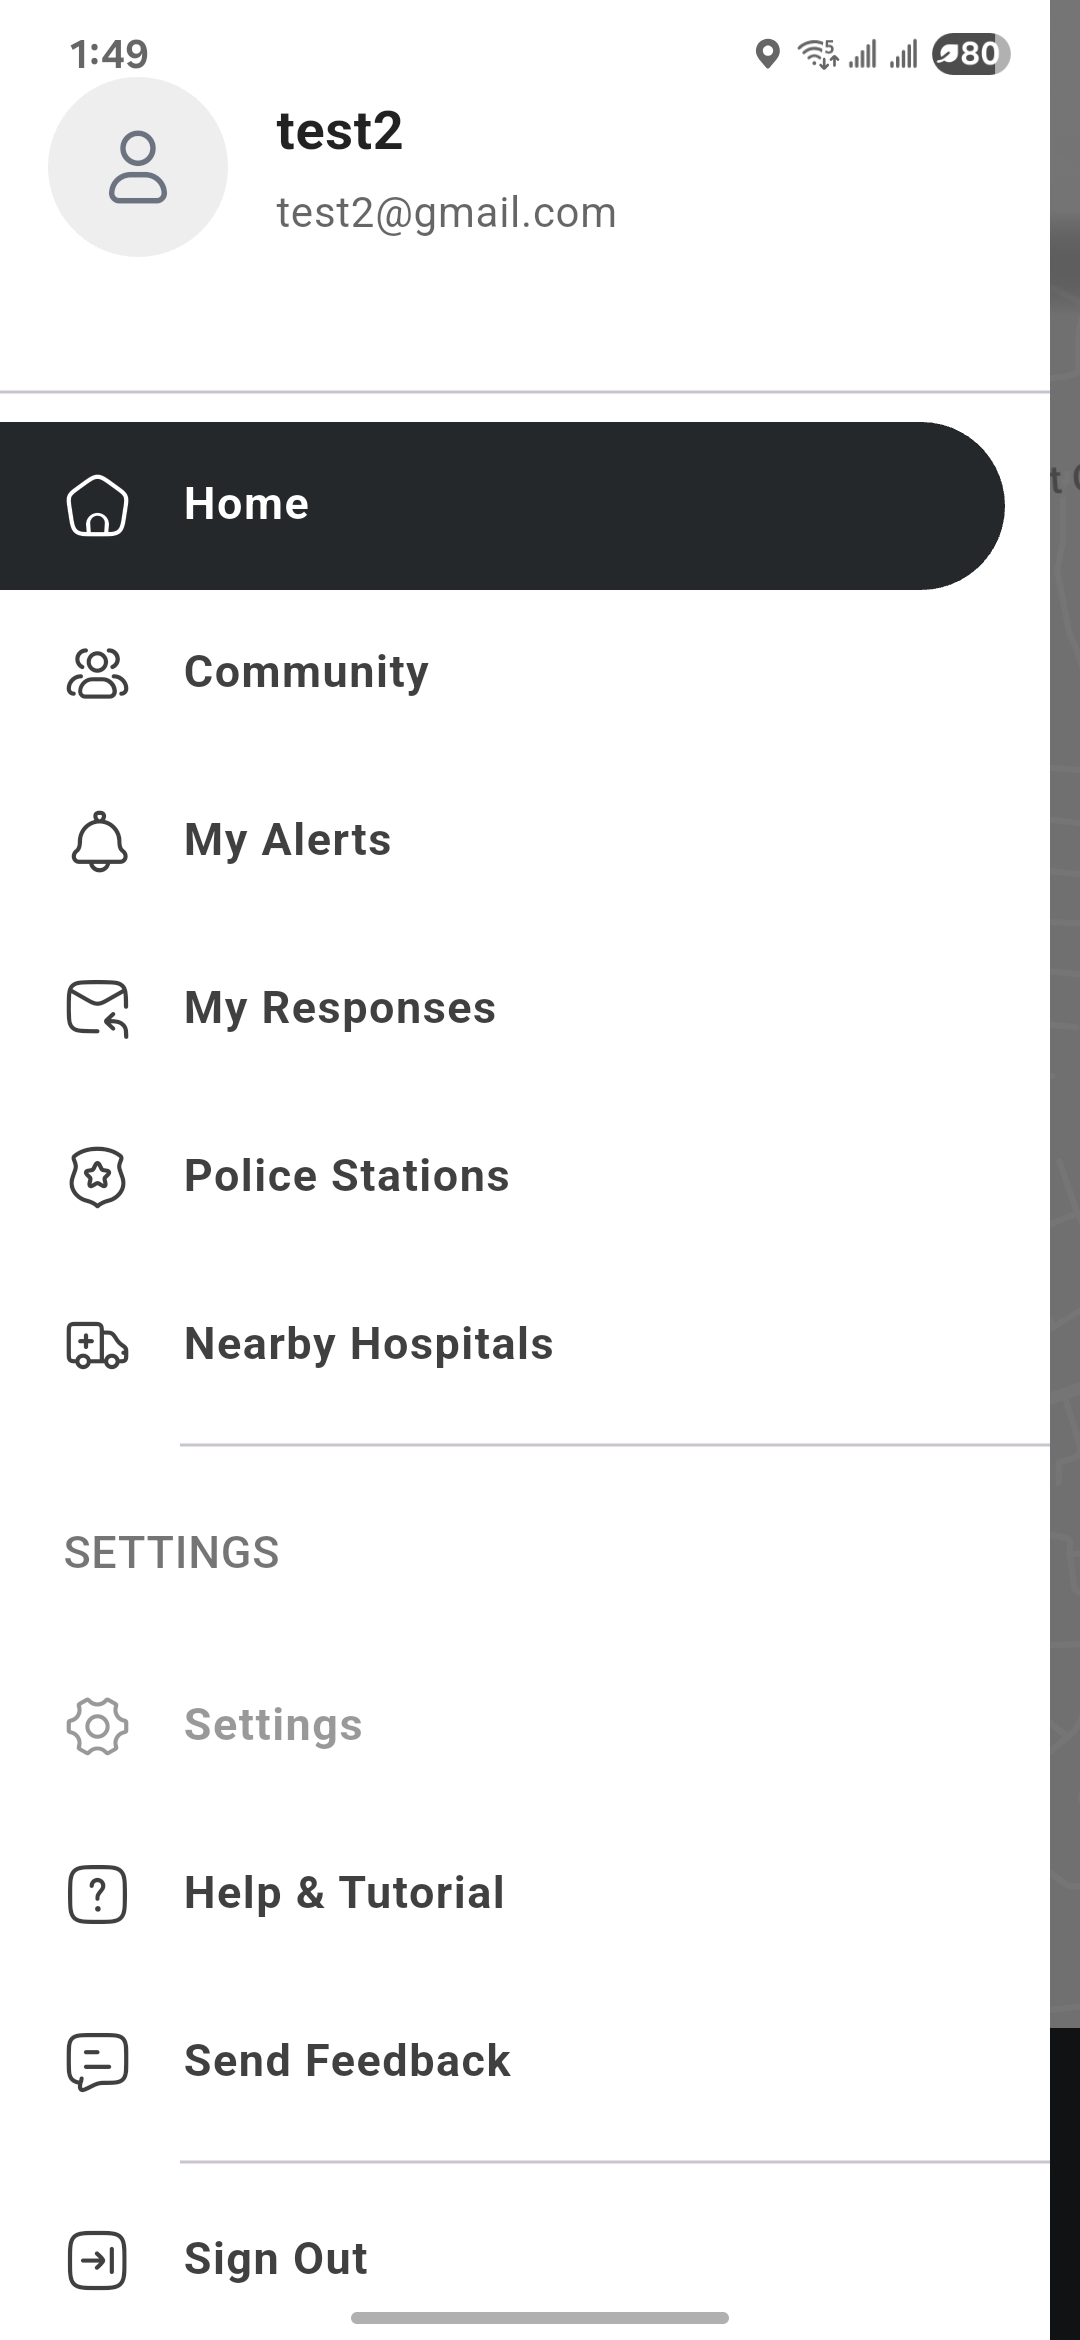 1:49
5
80
test2
test2@gmail.com
Home
Community
My Alerts
My Responses
Police Stations
Nearby Hospitals
SETTINGS
Settings
Help & Tutorial
Send Feedback
Sign Out